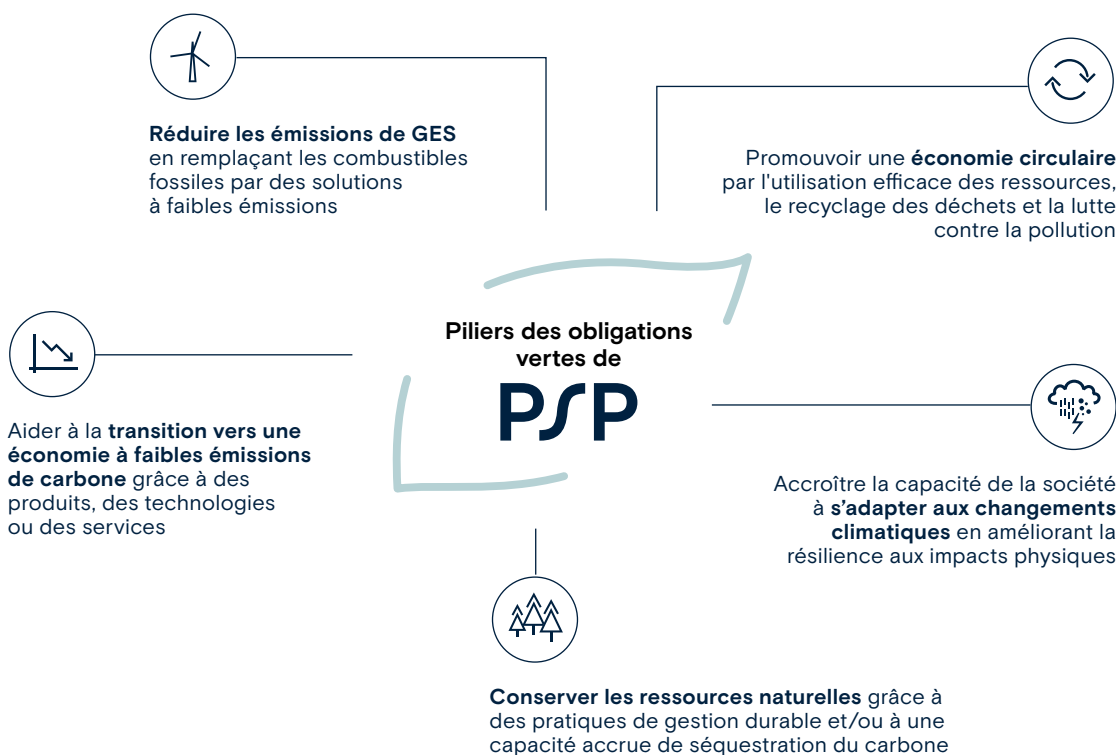 Réduire les émissions de GES
en remplaçant les combustibles
fossiles par des solutions
à faibles émissions
Promouvoir une économie circulaire
par l'utilisation efficace des ressources,
le recyclage des déchets et la lutte
contre la pollution
Piliers des obligations
vertes de
PSP
Aider à la transition vers une
économie à faibles émissions
de carbone grâce à des
produits, des technologies
ou des services
Accroître la capacité de la société
à s'adapter aux changements
climatiques en améliorant la
résilience aux impacts physiques
Conserver les ressources naturelles grâce à
des pratiques de gestion durable et/ou à une
capacité accrue de séquestration du carbone